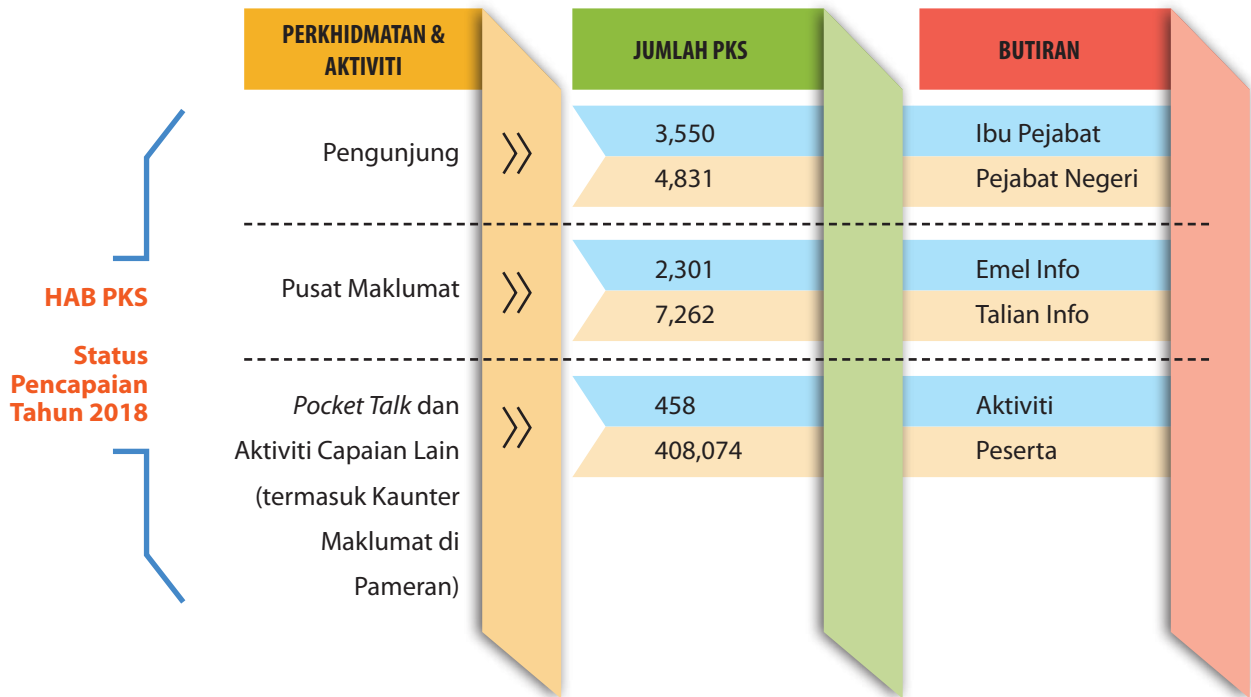 PERKHIDMATAN &
AKTIVITI
JUMLAH PKS
BUTIRAN
HAB PKS
Status
Pencapaian
Tahun 2018
Pengunjung
3,550
Ibu Pejabat
4,831
Pejabat Negeri
Pusat Maklumat
2,301
Emel Info
7,262
Talian Info
Pocket Talk dan
Aktiviti Capaian Lain
(termasuk Kaunter
Maklumat di
Pameran)
458
Aktiviti
408,074
Peserta